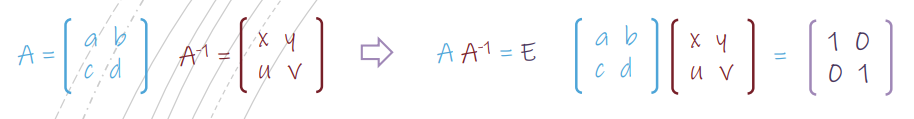 A = [a b c d] A⁻¹ = [x y u v] ⇨ A A⁻¹ = E [a b c d] [x y u v] = [1 0 0 1]